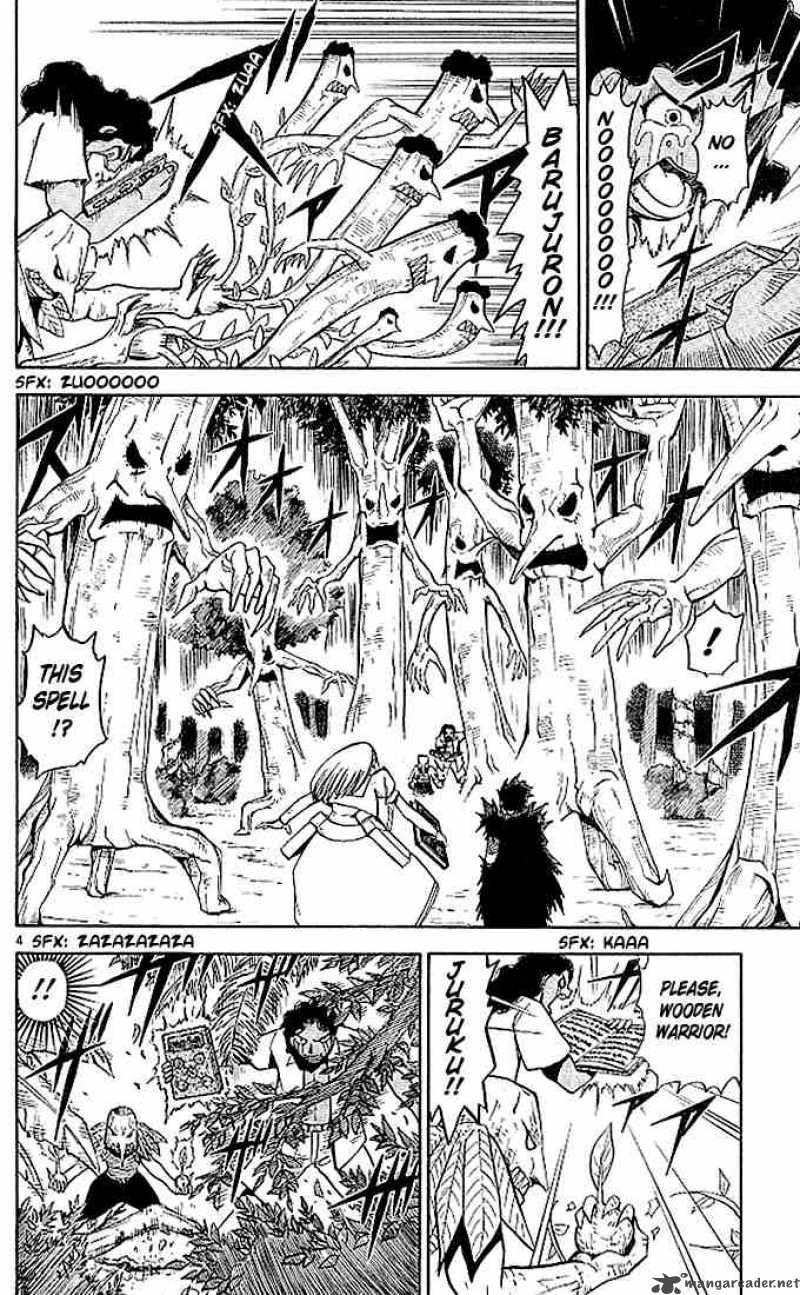 NO
...
NOOOOOOOOO!!!
BARUJURON!!!
SFX: ZUAA
SFX: ZUOOOOOO
!
THIS
SPELL
!?
4 SFX: ZAZAZAZAZA
SFX: KAAA
PLEASE,
WOODEN
WARRIOR!
JURUKU!!
!!
mangareader.net